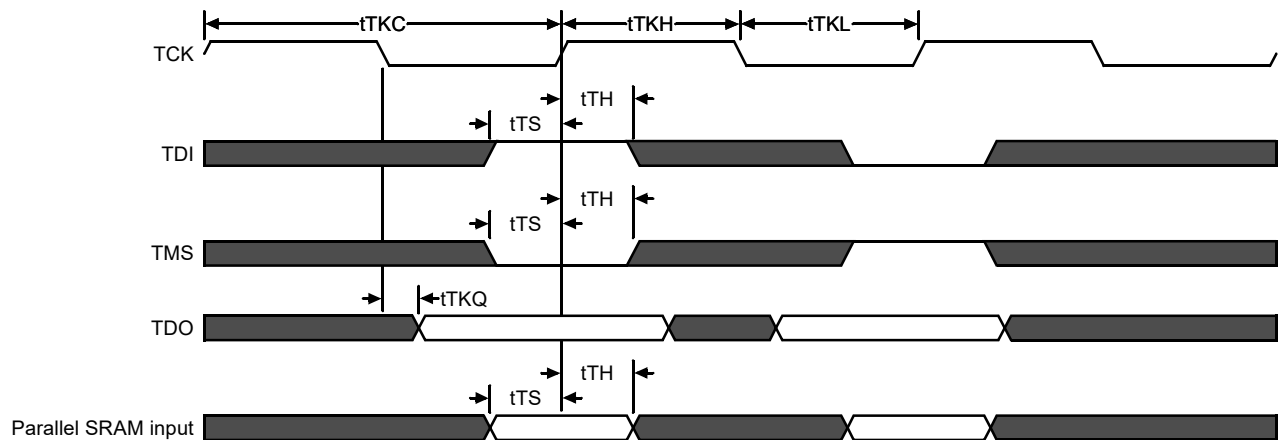 tTKC
tTKH
tTKL
TCK
tTH
tTS
TDI
tTH
tTS
TMS
tTKQ
TDO
tTH
tTS
Parallel SRAM input